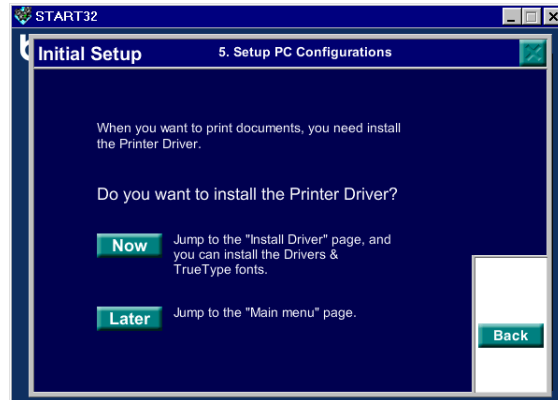 START32
Initial Setup
5. Setup PC Configurations
When you want to print documents, you need install
the Printer Driver.
Do you want to install the Printer Driver?
Now
Jump to the "Install Driver" page, and
you can install the Drivers &
TrueType fonts.
Later
Jump to the "Main menu" page.
Back